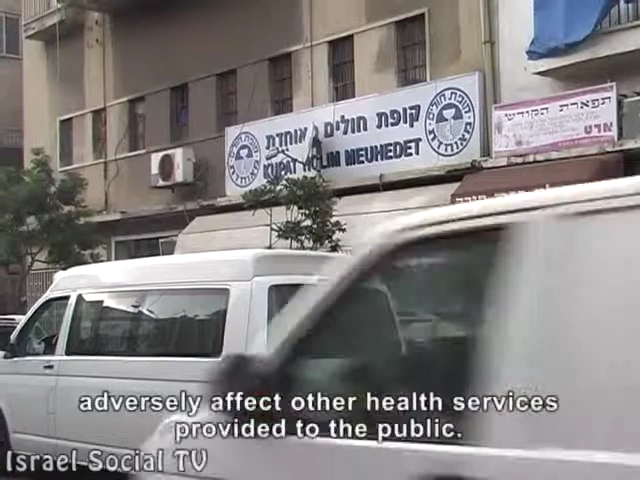 קופת חולים מאוחדת
KUPAT HOLIM MEUHEDET
תפארת הקודש
adversely affect other health services
provided to the public.
Israel-Social TV